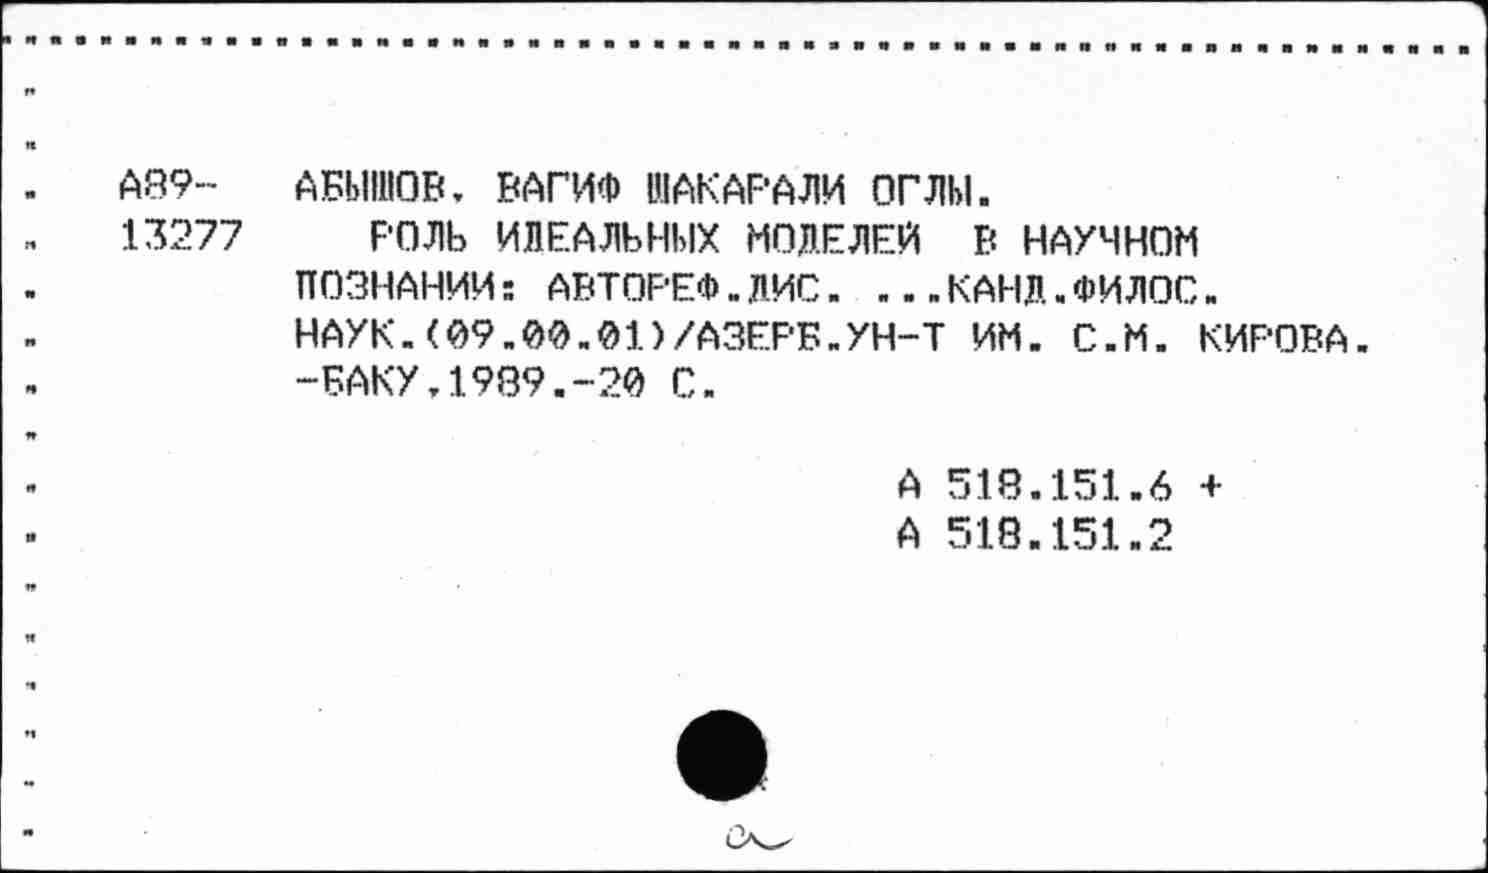 А89- АБЫШОВ, ВАГИФ ШАКАРАЛИ ОГЛЫ.
13277 РОЛЬ ИДЕАЛЬНЫХ МОДЕЛЕЙ В НАУЧНОМ
ПОЗНАНИИ: АВТОРЕФ.ДИС. ...КАНД.ФИЛОС.
НАУК.(09.00.01)/АЗЕРБ.УН-Т ИМ. С.М. КИРОВА.
-БАКУ,1989.-20 С.
А 518.151.6 +
А 518.151.2
а